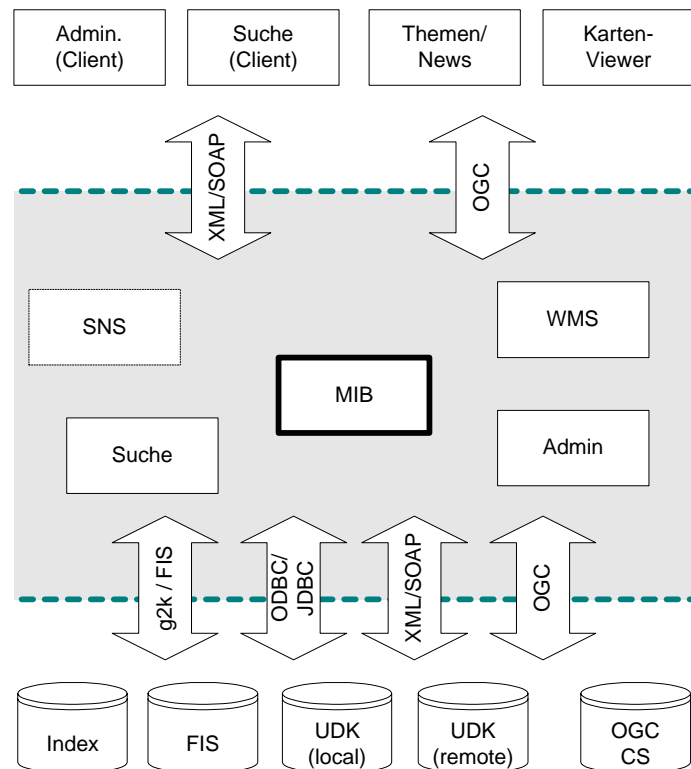 Admin.
(Client)
Suche
(Client)
Themen/
News
Karten-
Viewer
XML/SOAP
OGC
SNS
WMS
MIB
Suche
Admin
g2k / FIS
ODBC/
JDBC
XML/SOAP
OGC
Index
FIS
UDK
(local)
UDK
(remote)
OGC
CS